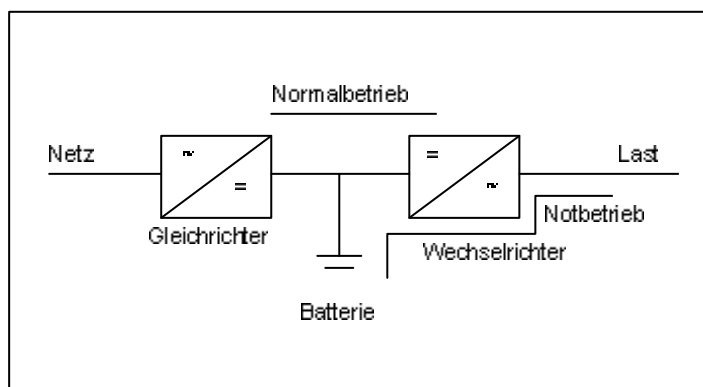 Normalbetrieb
Netz
~
=
=
~
Last
Notbetrieb
Gleichrichter
Wechselrichter
Batterie